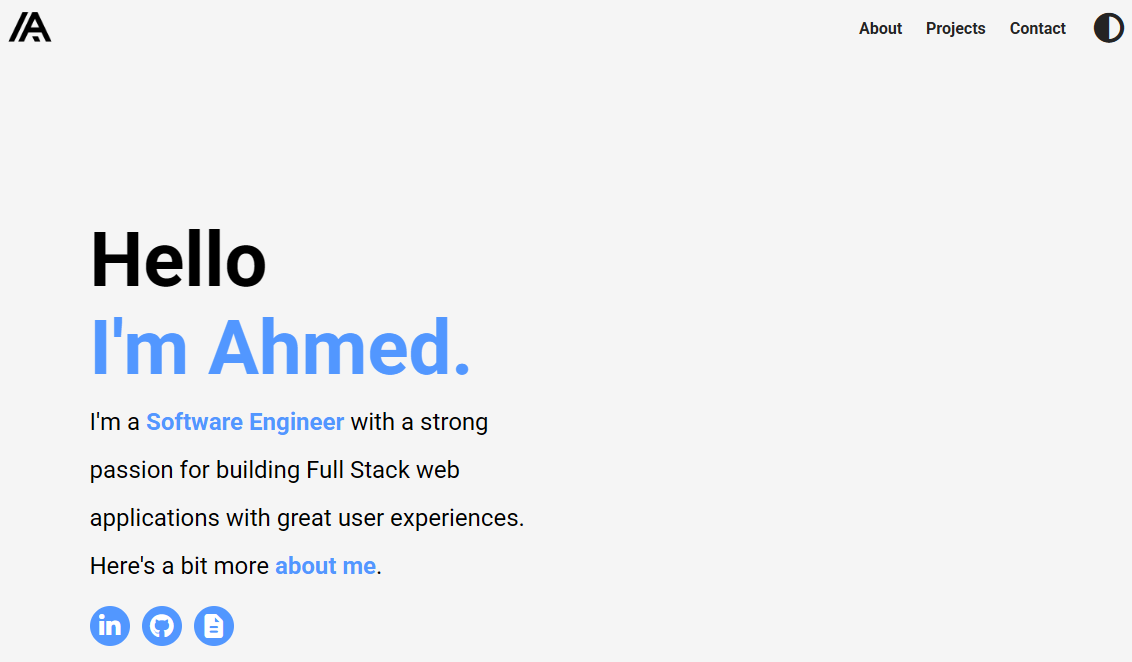 About Projects Contact
Hello
I'm Ahmed.
I'm a Software Engineer with a strong
passion for building Full Stack web
applications with great user experiences.
Here's a bit more about me.
in